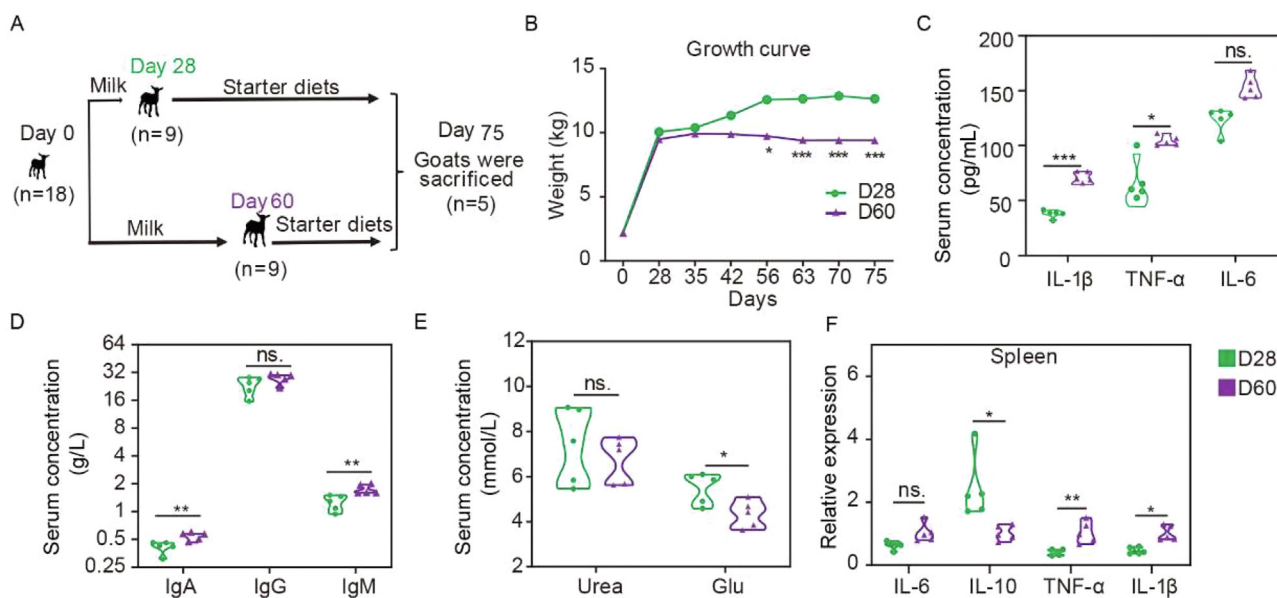 A
Day 28
Milk
Starter diets
(n=9)
Day 0
(n=18)
Day 75
Goats were
sacrificed
(n=5)
Day 60
Milk
Starter diets
(n=9)
B
Growth curve
Weight (kg)
15
10
5
0
* *** *** ***
D28
D60
0 28 35 42 56 63 70 75
Days
C
Serum concentration
(pg/mL)
200
150
100
50
0
***
*
ns.
IL-1β TNF-α IL-6
D
Serum concentration
(g/L)
64
32
16
8
4
2
1
0.5
0.25
**
ns.
**
IgA IgG IgM
E
Serum concentration
(mmol/L)
12
10
8
6
4
2
ns.
*
Urea Glu
F
Spleen
Relative expression
6
4
2
0
ns.
*
**
*
IL-6 IL-10 TNF-α IL-1β
D28
D60